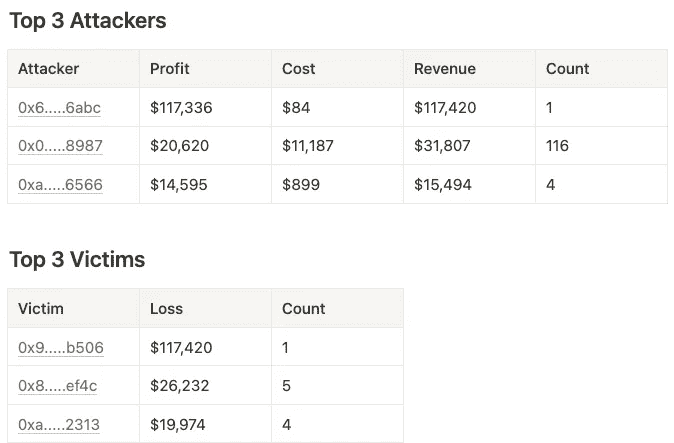 Top 3 Attackers
Attacker Profit Cost Revenue Count
0x6.....6abc $117,336 $84 $117,420 1
0x0.....8987 $20,620 $11,187 $31,807 116
0xa.....6566 $14,595 $899 $15,494 4
Top 3 Victims
Victim Loss Count
0x9.....b506 $117,420 1
0x8.....ef4c $26,232 5
0xa.....2313 $19,974 4